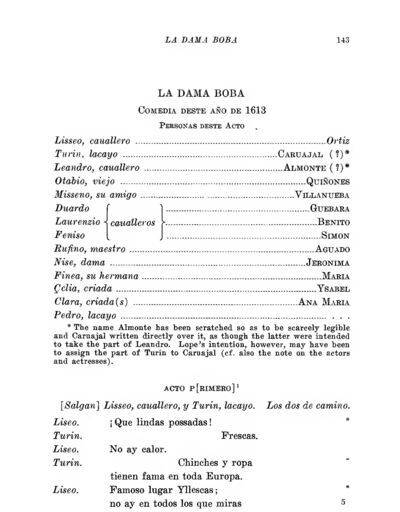 LA DAMA BOBA 143
LA DAMA BOBA
COMEDIA DESTE AÑO DE 1613
PERSONAS DESTE ACTO .
Lisseo, cauallero ........ Ortiz
Turin, lacayo ........ CARUAJAL (?)*
Leandro, cauallero ........ ALMONTE (?)*
Otabio, viejo ........ QUIÑONES
Misseno, su amigo ........ VILLANUEBA
Duardo ........ GUEBARA
Laurenzio { caualleros } ........ BENITO
Feniso ........ SIMON
Rufino, maestro ........ AGUADO
Nise, dama ........ JERONIMA
Finea, su hermana ........ MARIA
Çelia, criada ........ YSABEL
Clara, criada(s) ........ ANA MARIA
Pedro, lacayo ........ . . .
* The name Almonte has been scratched so as to be scarcely legible
and Caruajal written directly over it, as though the latter were intended
to take the part of Leandro. Lope's intention, however, may have been
to assign the part of Turin to Caruajal (cf. also the note on the actors
and actresses).
ACTO P[RIMERO]¹
[Salgan] Lisseo, cauallero, y Turin, lacayo. Los dos de camino.
Liseo. ¡Que lindas possadas!
Turin. Frescas.
Liseo. No ay calor.
Turin. Chinches y ropa
tienen fama en toda Europa.
Liseo. Famoso lugar Yllescas;
no ay en todos los que miras 5